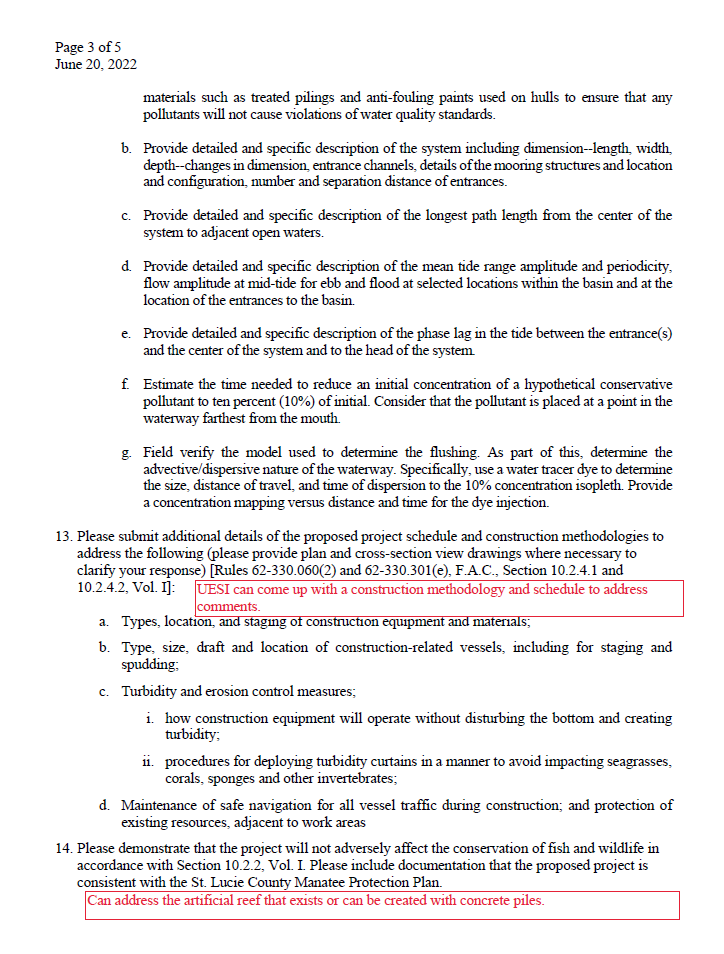 Page 3 of 5
June 20, 2022
materials such as treated pilings and anti-fouling paints used on hulls to ensure that any
pollutants will not cause violations of water quality standards.
b. Provide detailed and specific description of the system including dimension--length, width,
depth--changes in dimension, entrance channels, details of the mooring structures and location
and configuration, number and separation distance of entrances.
c. Provide detailed and specific description of the longest path length from the center of the
system to adjacent open waters.
d. Provide detailed and specific description of the mean tide range amplitude and periodicity,
flow amplitude at mid-tide for ebb and flood at selected locations within the basin and at the
location of the entrances to the basin.
e. Provide detailed and specific description of the phase lag in the tide between the entrance(s)
and the center of the system and to the head of the system.
f. Estimate the time needed to reduce an initial concentration of a hypothetical conservative
pollutant to ten percent (10%) of initial. Consider that the pollutant is placed at a point in the
waterway farthest from the mouth.
g. Field verify the model used to determine the flushing. As part of this, determine the
advective/dispersive nature of the waterway. Specifically, use a water tracer dye to determine
the size, distance of travel, and time of dispersion to the 10% concentration isopleth. Provide
a concentration mapping versus distance and time for the dye injection.
13. Please submit additional details of the proposed project schedule and construction methodologies to
address the following (please provide plan and cross-section view drawings where necessary to
clarify your response) [Rules 62-330.060(2) and 62-330.301(e), F.A.C., Section 10.2.4.1 and
10.2.4.2, Vol. I]:
UESI can come up with a construction methodology and schedule to address
comments.
a. Types, location, and staging of construction equipment and materials;
b. Type, size, draft and location of construction-related vessels, including for staging and
spudding;
c. Turbidity and erosion control measures;
i. how construction equipment will operate without disturbing the bottom and creating
turbidity;
ii. procedures for deploying turbidity curtains in a manner to avoid impacting seagrasses,
corals, sponges and other invertebrates;
d. Maintenance of safe navigation for all vessel traffic during construction; and protection of
existing resources, adjacent to work areas
14. Please demonstrate that the project will not adversely affect the conservation of fish and wildlife in
accordance with Section 10.2.2, Vol. I. Please include documentation that the proposed project is
consistent with the St. Lucie County Manatee Protection Plan.
Can address the artificial reef that exists or can be created with concrete piles.